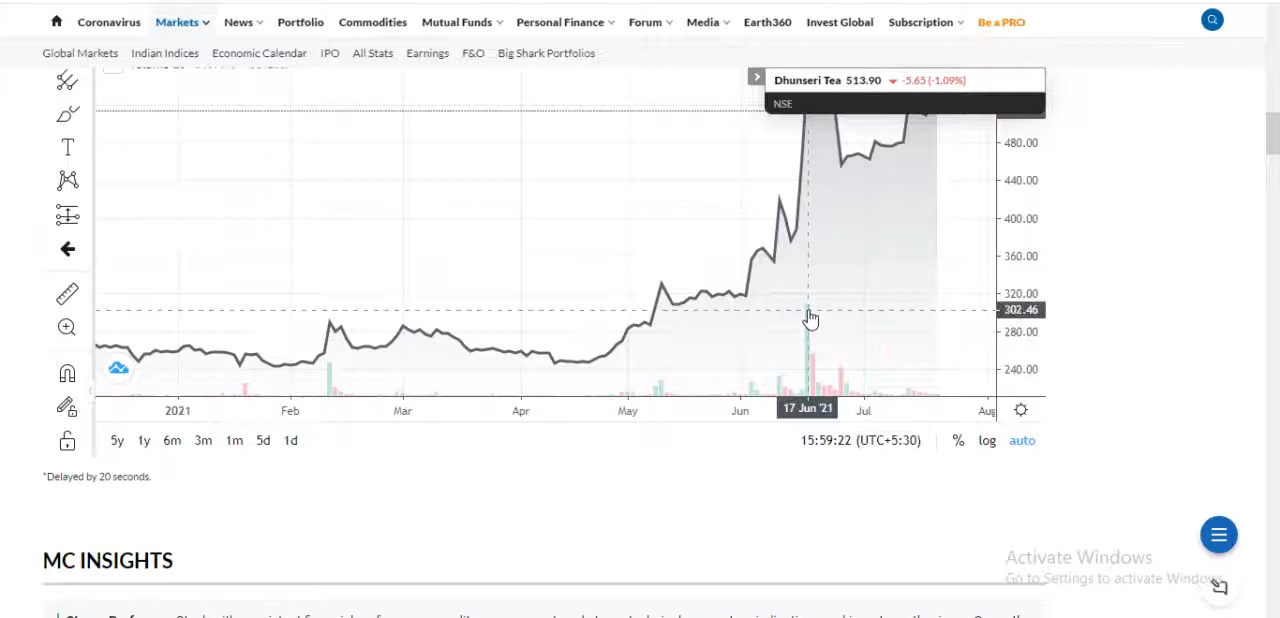 Coronavirus Markets News Portfolio Commodities Mutual Funds Personal Finance Forum Media Earth360 Invest Global Subscription Be a PRO
Global Markets Indian Indices Economic Calendar IPO All Stats Earnings F&O Big Shark Portfolios
Dhunseri Tea 513.90 -5.65 (-1.09%)
NSE
480.00
440.00
400.00
360.00
320.00
302.46
280.00
240.00
2021 Feb Mar Apr May Jun 17 Jun '21 Jul Aug
5y 1y 6m 3m 1m 5d 1d 15:59:22 (UTC+5:30) % log auto
*Delayed by 20 seconds.
MC INSIGHTS
Activate Windows
Go to Settings to activate Windows